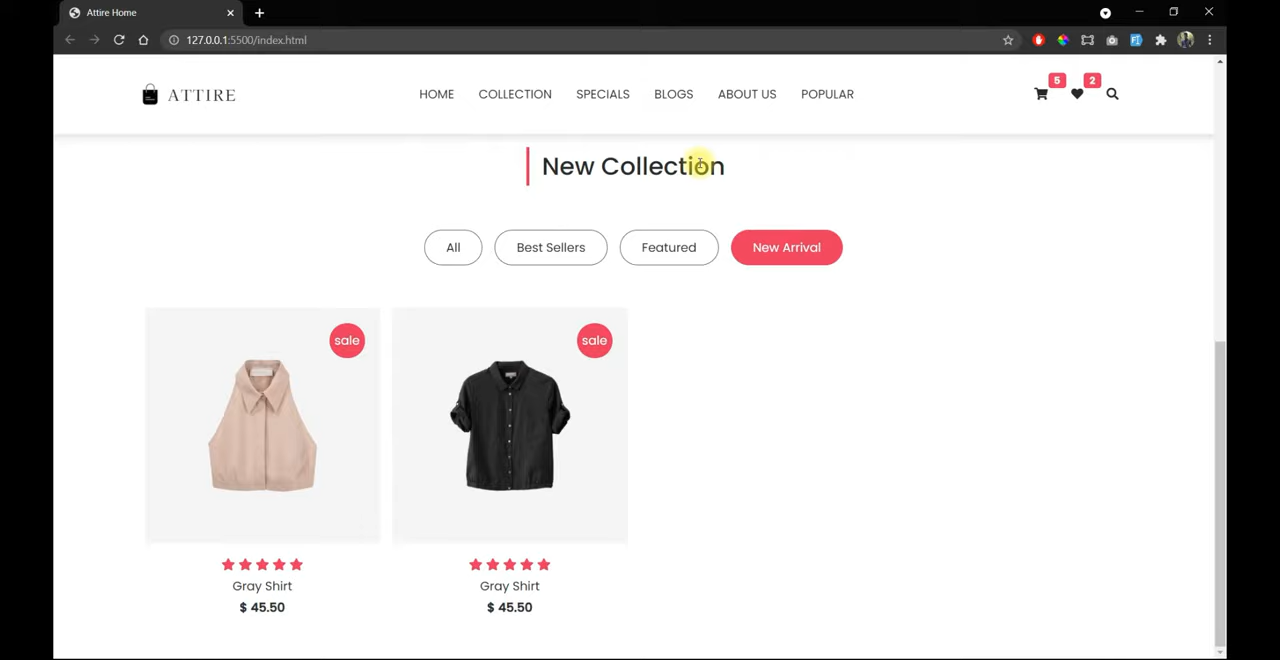 Attire Home
127.0.0.1:5500/index.html
ATTIRE
HOME COLLECTION SPECIALS BLOGS ABOUT US POPULAR
5 2
New Collection
All Best Sellers Featured New Arrival
sale sale
Gray Shirt Gray Shirt
$ 45.50 $ 45.50